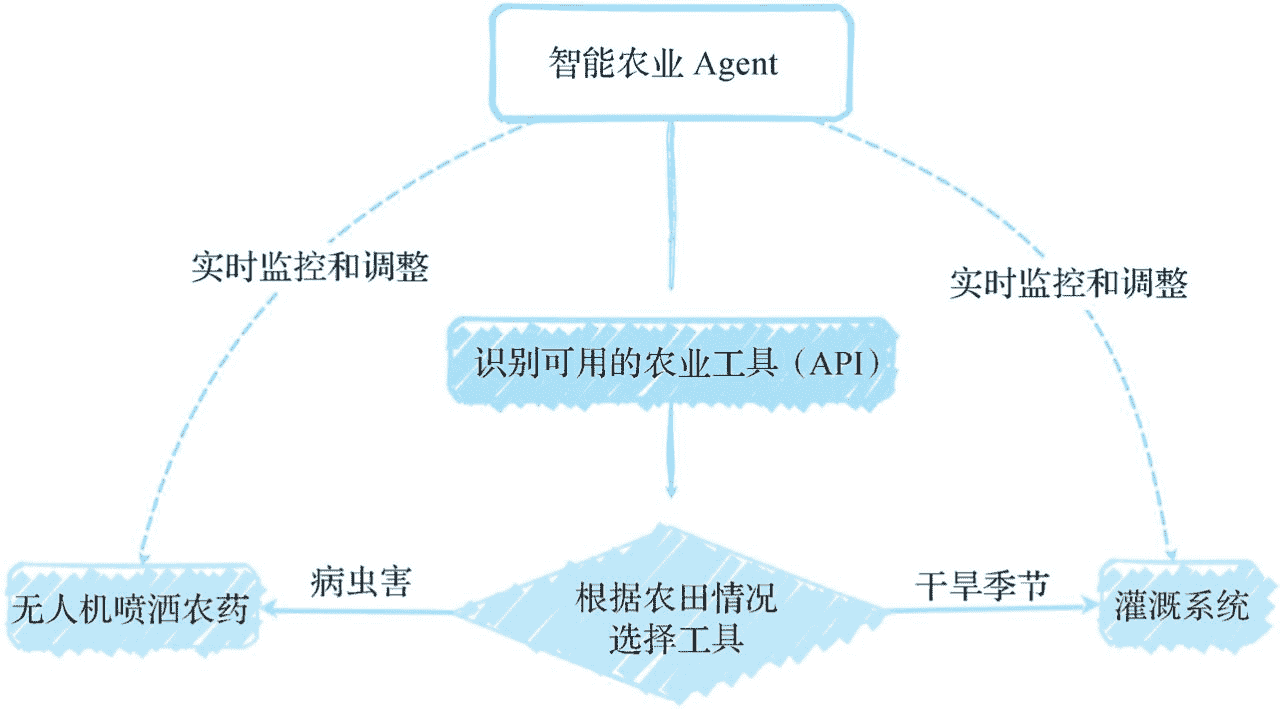 智能农业 Agent
实时监控和调整
实时监控和调整
识别可用的农业工具（API）
病虫害
干旱季节
无人机喷洒农药
根据农田情况
选择工具
灌溉系统